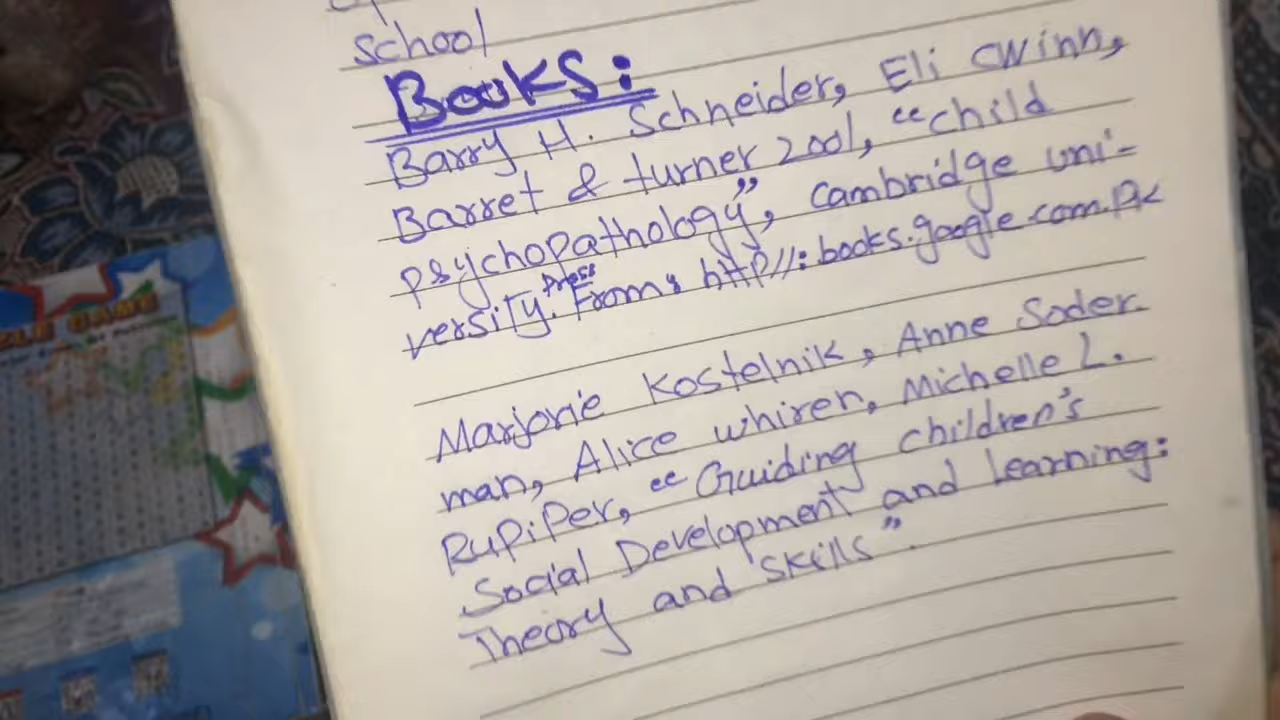 school
Books:
Barry H. Schneider, Eli cwinn,
Barret & turner 2001, "child
psychopathology", cambridge uni-
versity. Press From: http//:books.google.com.Pk
Marjorie Kostelnik, Anne Soder.
man, Alice whiren, Michelle L.
RupiPer, "Guiding children's
Social Development and Learning:
Theory and skills".
GAME